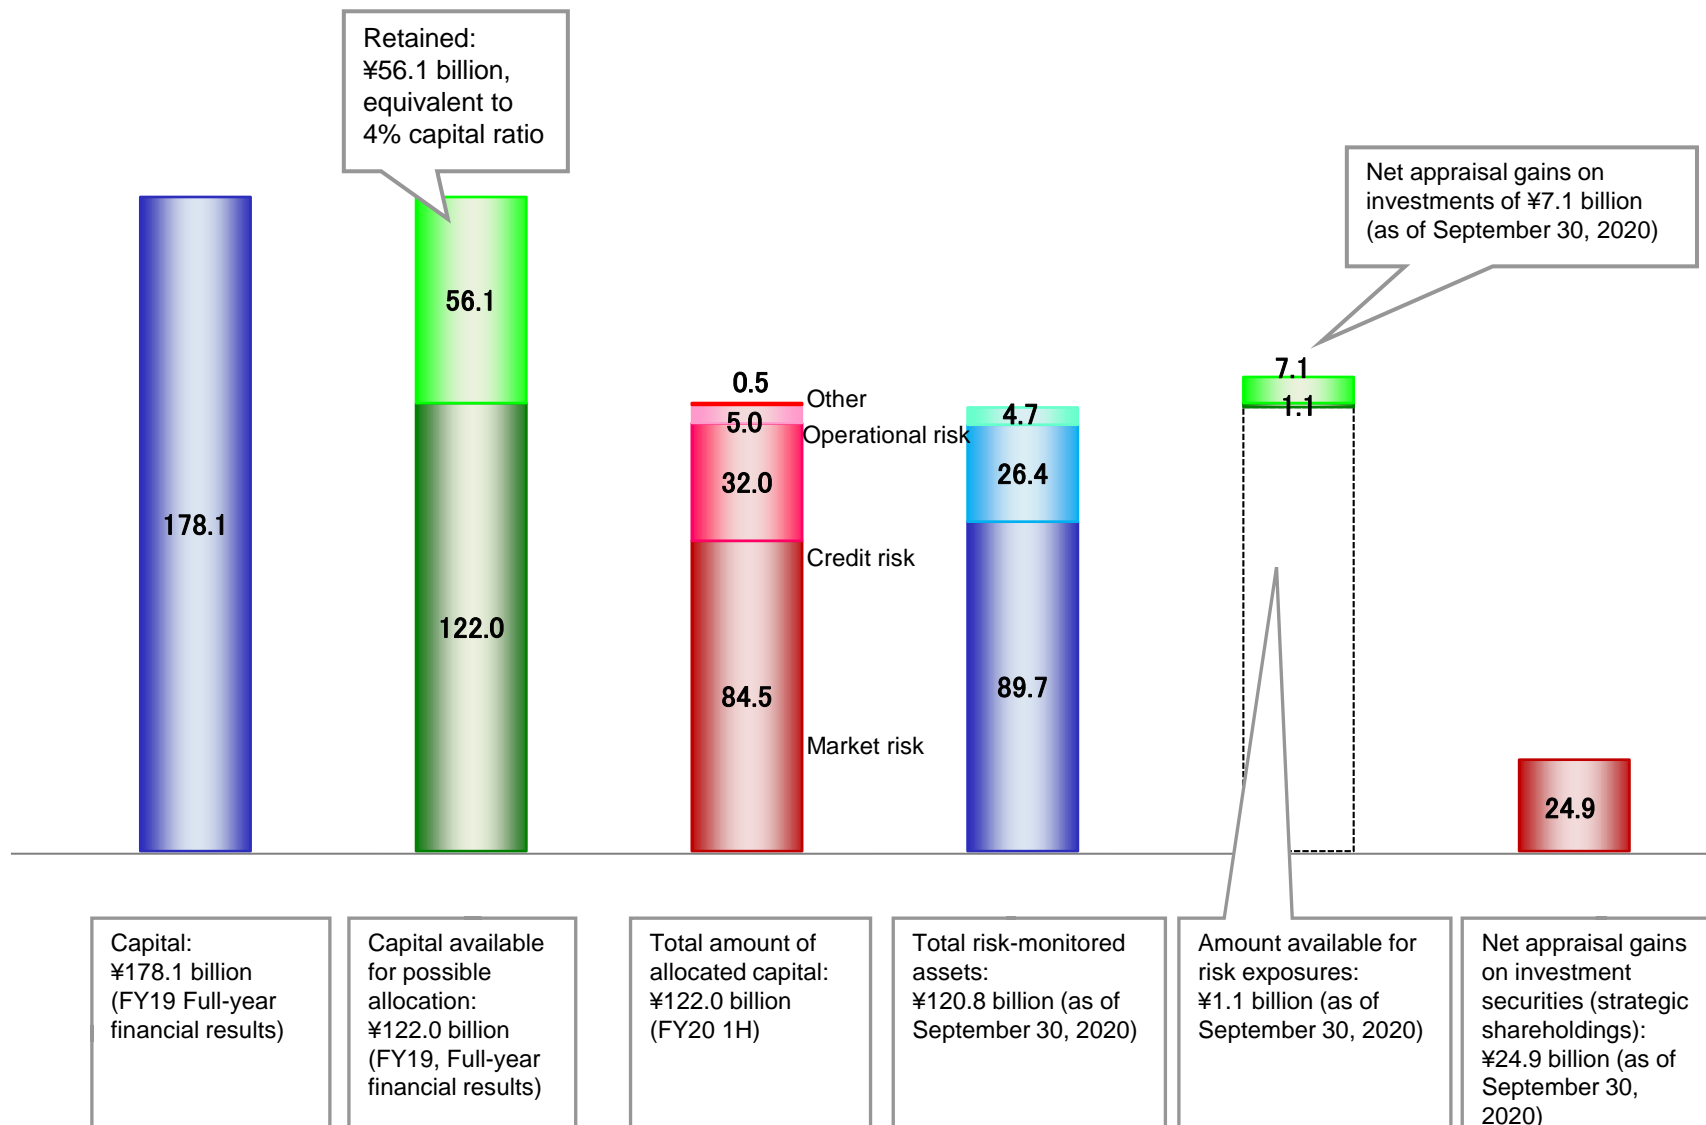 Retained:
¥56.1 billion,
equivalent to
4% capital ratio
Net appraisal gains on
investments of ¥7.1 billion
(as of September 30, 2020)
178.1
56.1
122.0
0.5
5.0
32.0
84.5
Other
Operational risk
Credit risk
Market risk
4.7
26.4
89.7
7.1
1.1
24.9
Capital:
¥178.1 billion
(FY19 Full-year
financial results)
Capital available
for possible
allocation:
¥122.0 billion
(FY19, Full-year
financial results)
Total amount of
allocated capital:
¥122.0 billion
(FY20 1H)
Total risk-monitored
assets:
¥120.8 billion (as of
September 30, 2020)
Amount available for
risk exposures:
¥1.1 billion (as of
September 30, 2020)
Net appraisal gains
on investment
securities (strategic
shareholdings):
¥24.9 billion (as of
September 30,
2020)